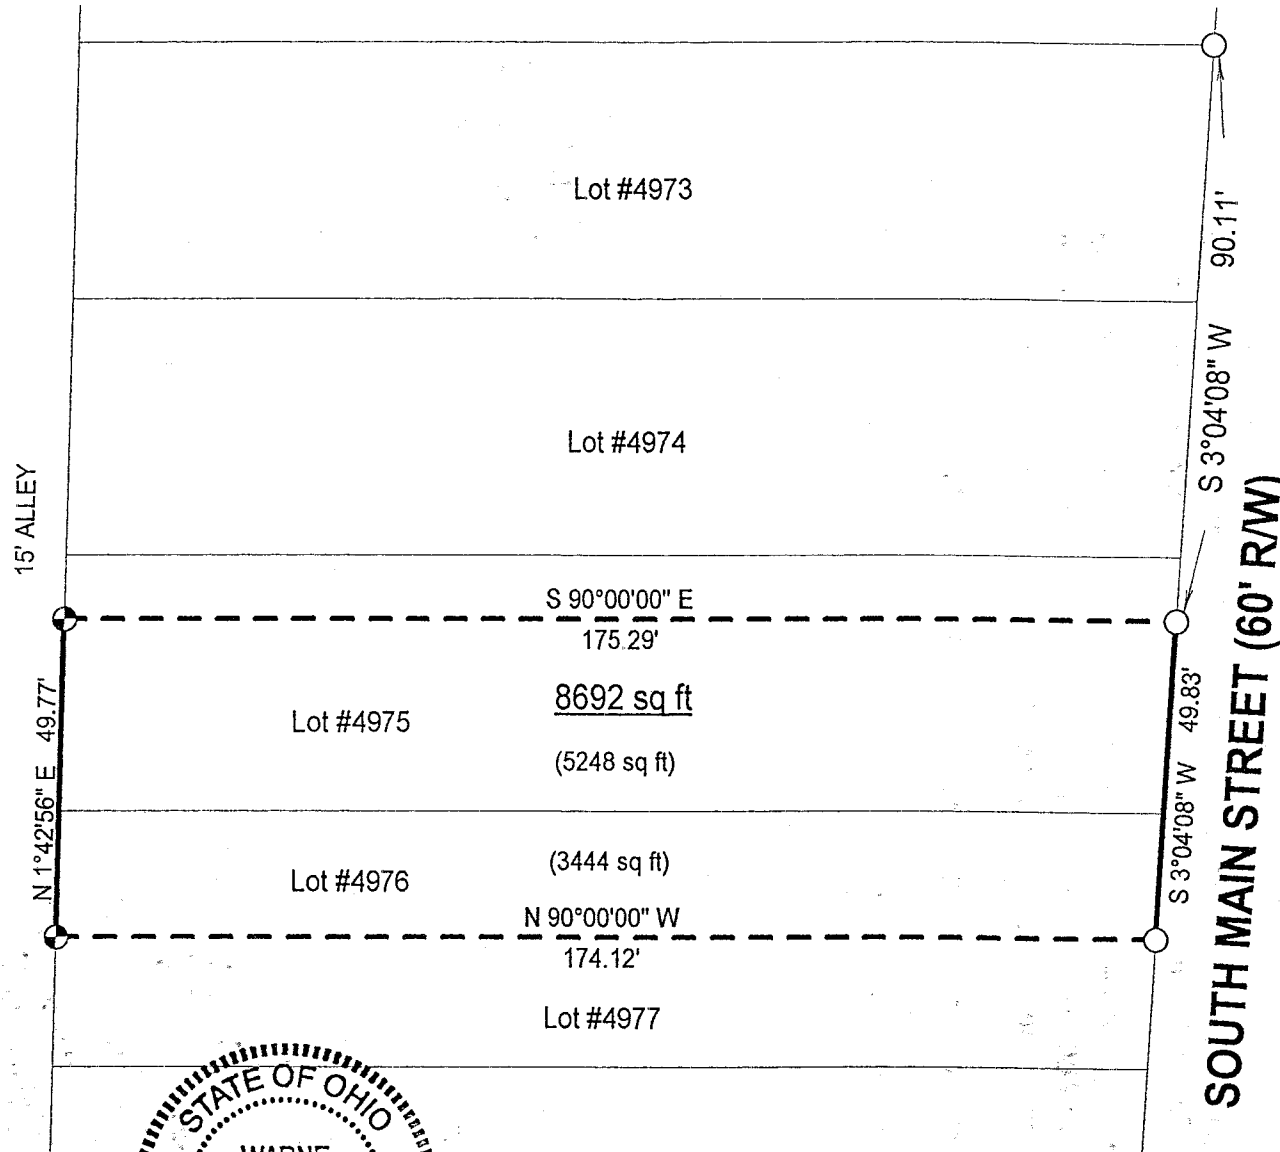 Lot #4973
90.11'
S 3°04'08" W
Lot #4974
15' ALLEY
S 90°00'00" E
175.29'
8692 sq ft
Lot #4975
(5248 sq ft)
N 1°42'56" E 49.77'
S 3°04'08" W 49.83'
SOUTH MAIN STREET (60' R/W)
(3444 sq ft)
Lot #4976
N 90°00'00" W
174.12'
Lot #4977
STATE OF OHIO